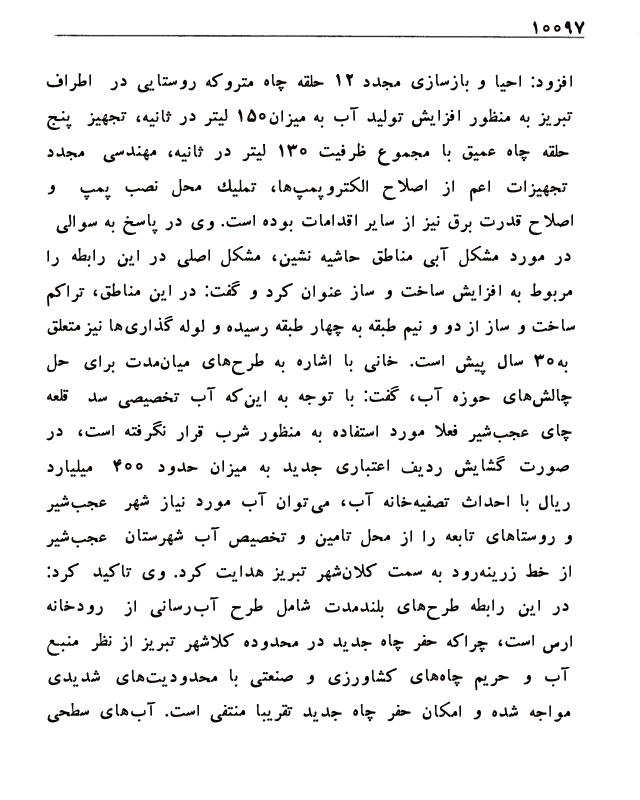 ۱۰۰۹۷
افزود: احیا و بازسازی مجدد ۱۲ حلقه چاه متروکه روستایی در اطراف
تبریز به منظور افزایش تولید آب به میزان۱۵۰ لیتر در ثانیه، تجهیز پنج
حلقه چاه عمیق با مجموع ظرفیت ۱۳۰ لیتر در ثانیه، مهندسی مجدد
تجهیزات اعم از اصلاح الکتروپمپ‌ها، تملیك محل نصب پمپ و
اصلاح قدرت برق نیز از سایر اقدامات بوده است. وی در پاسخ به سوالی
در مورد مشکل آبی مناطق حاشیه نشین، مشکل اصلی در این رابطه را
مربوط به افزایش ساخت و ساز عنوان کرد و گفت: در این مناطق، تراکم
ساخت و ساز از دو و نیم طبقه به چهار طبقه رسیده و لوله گذاری‌ها نیز متعلق
به۳۰ سال پیش است. خانی با اشاره به طرح‌های میان‌مدت برای حل
چالش‌های حوزه آب، گفت: با توجه به این‌که آب تخصیصی سد قلعه
چای عجب‌شیر فعلا مورد استفاده به منظور شرب قرار نگرفته است، در
صورت گشایش ردیف اعتباری جدید به میزان حدود ۴۰۰ میلیارد
ریال با احداث تصفیه‌خانه آب، می‌توان آب مورد نیاز شهر عجب‌شیر
و روستاهای تابعه را از محل تامین و تخصیص آب شهرستان عجب‌شیر
از خط زرینه‌رود به سمت کلان‌شهر تبریز هدایت کرد. وی تاکید کرد:
در این رابطه طرح‌های بلندمدت شامل طرح آب‌رسانی از رودخانه
ارس است، چراکه حفر چاه جدید در محدوده کلاشهر تبریز از نظر منبع
آب و حریم چاه‌های کشاورزی و صنعتی با محدودیت‌های شدیدی
مواجه شده و امکان حفر چاه جدید تقریبا منتفی است. آب‌های سطحی